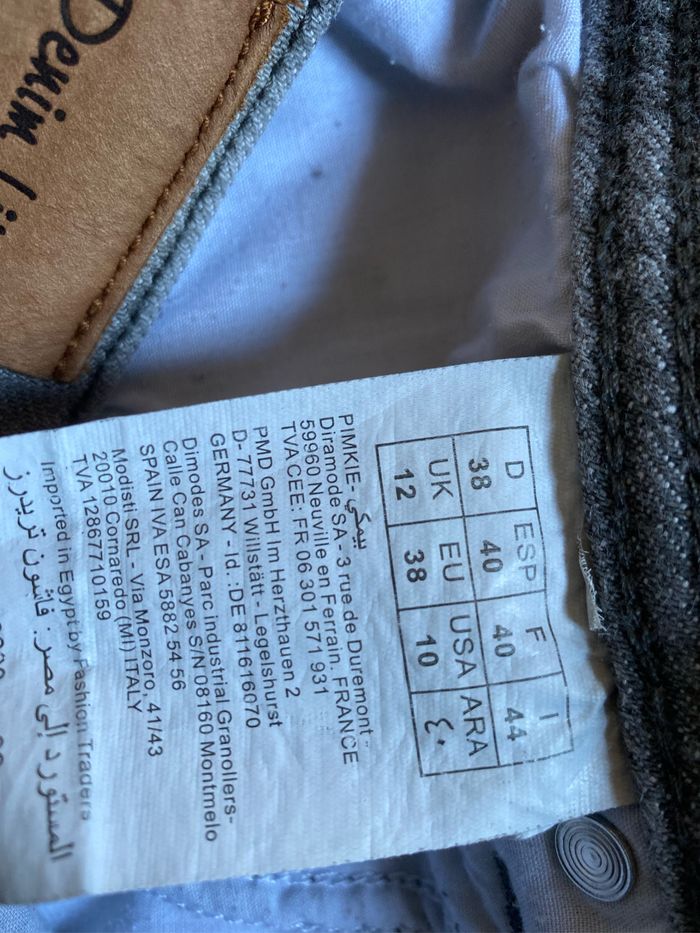 Denim
D ESP F I
38 40 40 44
UK EU USA ARA
12 38 10 ٤٠
PIMKIE- بيمكي
Diramode SA - 3 rue de Duremont -
59960 Neuville en Ferrain. FRANCE
TVA CEE: FR 06 301 571 931
PMD GmbH Im Herzthauen 2
D- 77731 Willstätt - Legelshurst
GERMANY - Id. :DE 811616070
Dimodes SA - Parc industrial Granollers-
Calle Can Cabanyes S/N 08160 Montmelo
SPAIN IVA ESA 5882 54 56
Modisti SRL - Via Monzoro, 41/43
20010 Cornaredo (MI) ITALY
TVA 12867710159
Imported in Egypt by Fashion Traders
المستورد إلى مصر: فاشون تريدرز